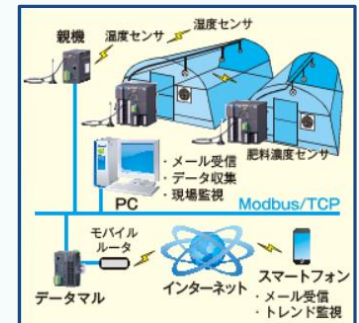 親機
温度センサ
湿度センサ
肥料濃度センサ
・メール受信
・データ収集
・現場監視
PC
Modbus/TCP
モバイル
ルータ
データマル
インターネット
スマートフォン
・メール受信
・トレンド監視